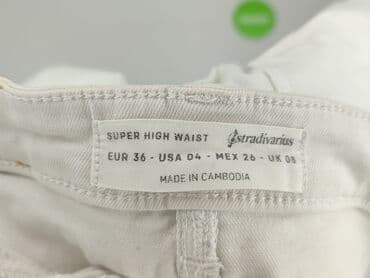 SUPER HIGH WAIST stradivarius
EUR 36 - USA 04 - MEX 26 - UK 08
MADE IN CAMBODIA